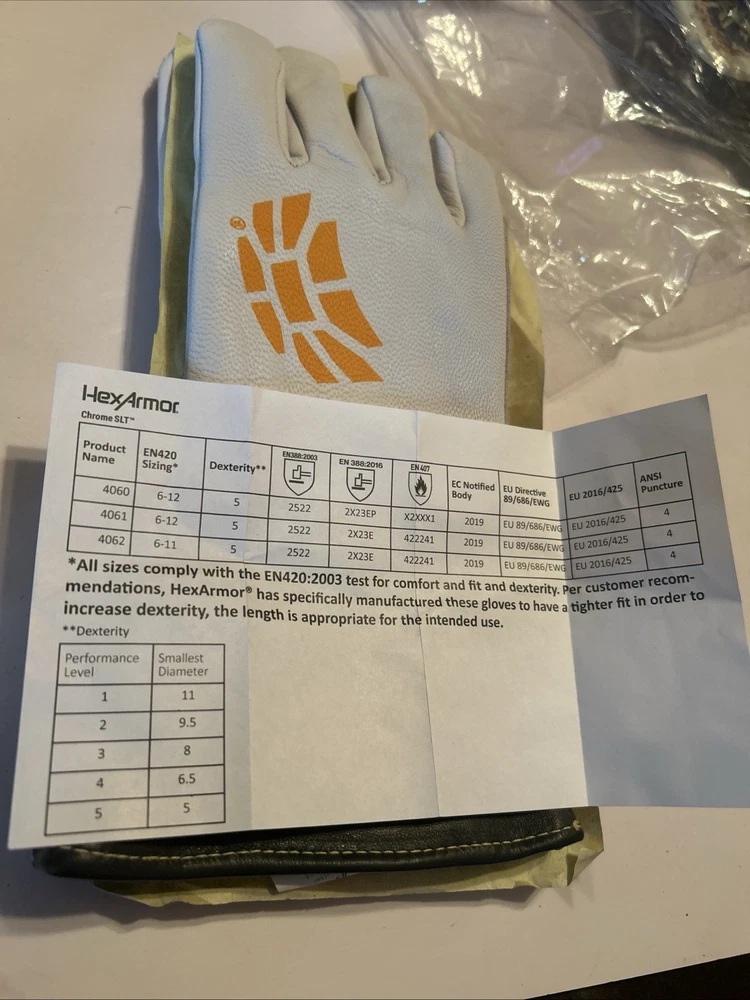 HexArmor
Chrome SLT™
Product Name | EN420 Sizing* | Dexterity** | EN388:2003 | EN 388:2016 | EN 407 | EC Notified Body | EU Directive 89/686/EWG | EU 2016/425 | ANSI Puncture
4060 | 6-12 | 5 | 2522 | 2X23EP | X2XXX1 | 2019 | EU 89/686/EWG | EU 2016/425 | 4
4061 | 6-12 | 5 | 2522 | 2X23E | 422241 | 2019 | EU 89/686/EWG | EU 2016/425 | 4
4062 | 6-11 | 5 | 2522 | 2X23E | 422241 | 2019 | EU 89/686/EWG | EU 2016/425 | 4
*All sizes comply with the EN420:2003 test for comfort and fit and dexterity. Per customer recom-
mendations, HexArmor® has specifically manufactured these gloves to have a tighter fit in order to
increase dexterity, the length is appropriate for the intended use.
**Dexterity
Performance Level | Smallest Diameter
1 | 11
2 | 9.5
3 | 8
4 | 6.5
5 | 5